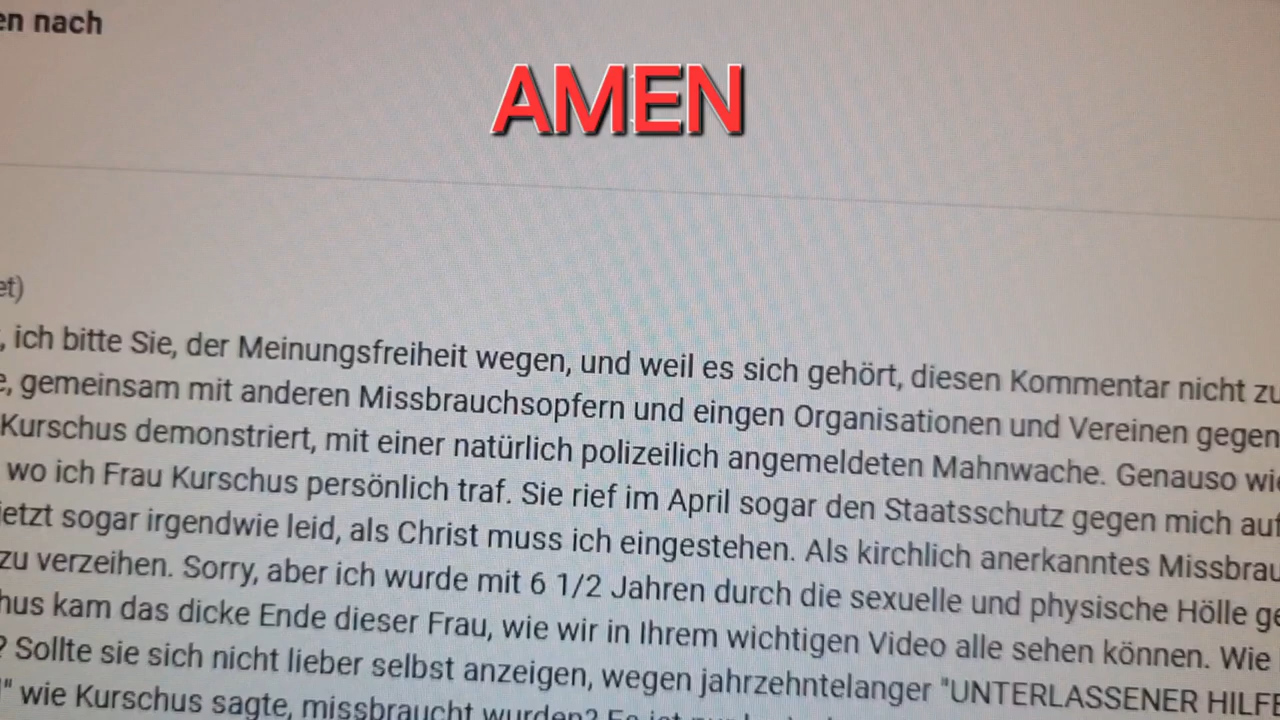 en nach
AMEN
et)
, ich bitte Sie, der Meinungsfreiheit wegen, und weil es sich gehört, diesen Kommentar nicht zu
e, gemeinsam mit anderen Missbrauchsopfern und eingen Organisationen und Vereinen gegen
Kurschus demonstriert, mit einer natürlich polizeilich angemeldeten Mahnwache. Genauso wie
wo ich Frau Kurschus persönlich traf. Sie rief im April sogar den Staatsschutz gegen mich auf
jetzt sogar irgendwie leid, als Christ muss ich eingestehen. Als kirchlich anerkanntes Missbrau
zu verzeihen. Sorry, aber ich wurde mit 6 1/2 Jahren durch die sexuelle und physische Hölle ge
hus kam das dicke Ende dieser Frau, wie wir in Ihrem wichtigen Video alle sehen können. Wie
? Sollte sie sich nicht lieber selbst anzeigen, wegen jahrzehntelanger "UNTERLASSENER HILFE
" wie Kurschus sagte, missbraucht wurden? Es ist